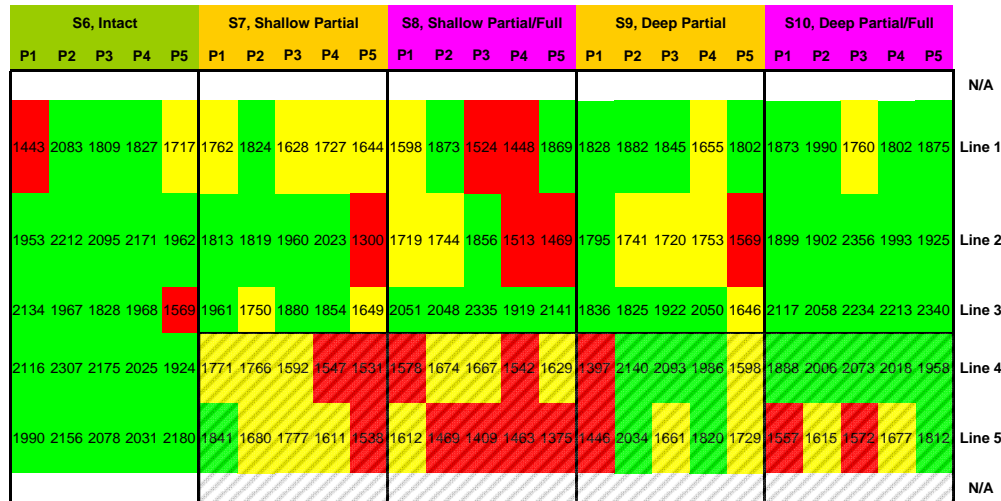 S6, Intact S7, Shallow Partial S8, Shallow Partial/Full S9, Deep Partial S10, Deep Partial/Full
P1 P2 P3 P4 P5 P1 P2 P3 P4 P5 P1 P2 P3 P4 P5 P1 P2 P3 P4 P5 P1 P2 P3 P4 P5
N/A
1443 2083 1809 1827 1717 1762 1824 1628 1727 1644 1598 1873 1524 1448 1869 1828 1882 1845 1655 1802 1873 1990 1760 1802 1875 Line 1
1953 2212 2095 2171 1962 1813 1819 1960 2023 1300 1719 1744 1856 1513 1469 1795 1741 1720 1753 1569 1899 1902 2356 1993 1925 Line 2
2134 1967 1828 1968 1569 1961 1750 1880 1854 1649 2051 2048 2335 1919 2141 1836 1825 1922 2050 1646 2117 2058 2234 2213 2340 Line 3
2116 2307 2175 2025 1924 1771 1766 1592 1547 1531 1578 1674 1667 1542 1629 1397 2140 2093 1986 1598 1888 2006 2073 2018 1958 Line 4
1990 2156 2078 2031 2180 1841 1680 1777 1611 1538 1612 1469 1409 1463 1375 1446 2034 1661 1820 1729 1557 1615 1572 1677 1812 Line 5
N/A